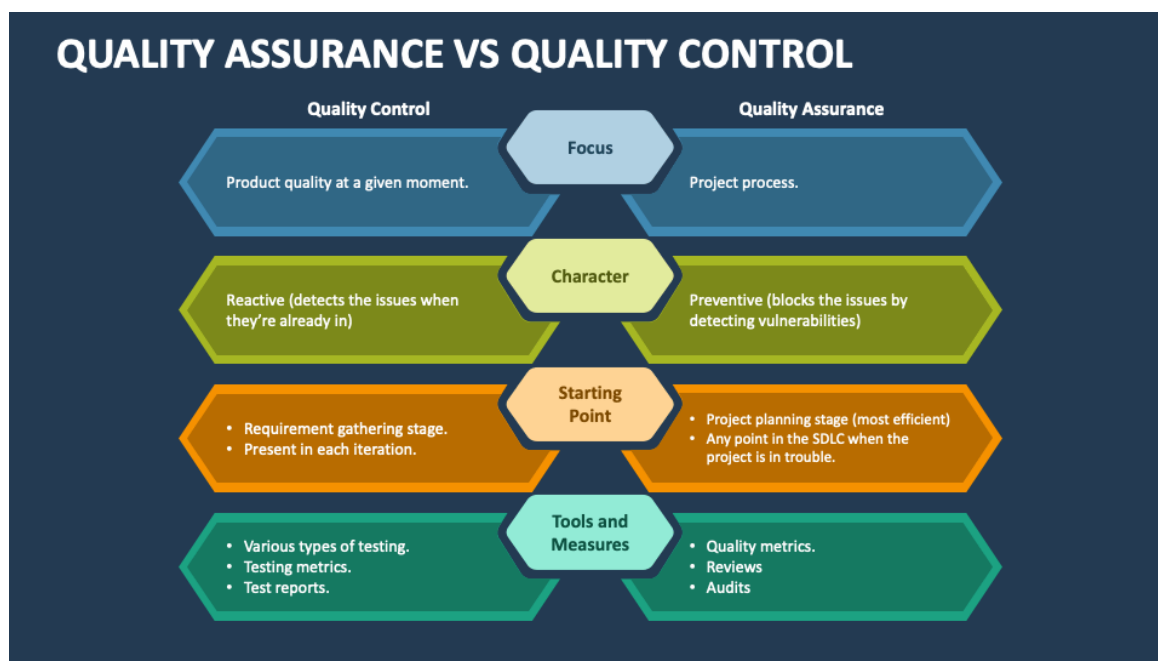 QUALITY ASSURANCE VS QUALITY CONTROL
Quality Control
Quality Assurance
Focus
Product quality at a given moment.
Project process.
Character
Reactive (detects the issues when
they're already in)
Preventive (blocks the issues by
detecting vulnerabilities)
Starting
Point
• Requirement gathering stage.
• Present in each iteration.
• Project planning stage (most efficient)
• Any point in the SDLC when the
project is in trouble.
Tools and
Measures
• Various types of testing.
• Testing metrics.
• Test reports.
• Quality metrics.
• Reviews
• Audits